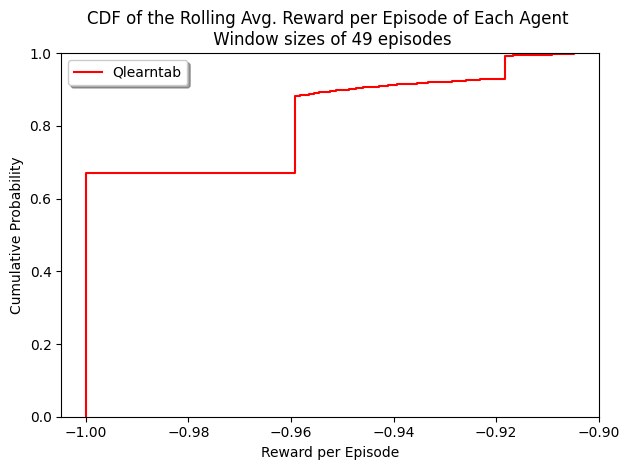 CDF of the Rolling Avg. Reward per Episode of Each Agent
Window sizes of 49 episodes
Qlearntab
Cumulative Probability
1.0
0.8
0.6
0.4
0.2
0.0
−1.00 −0.98 −0.96 −0.94 −0.92 −0.90
Reward per Episode